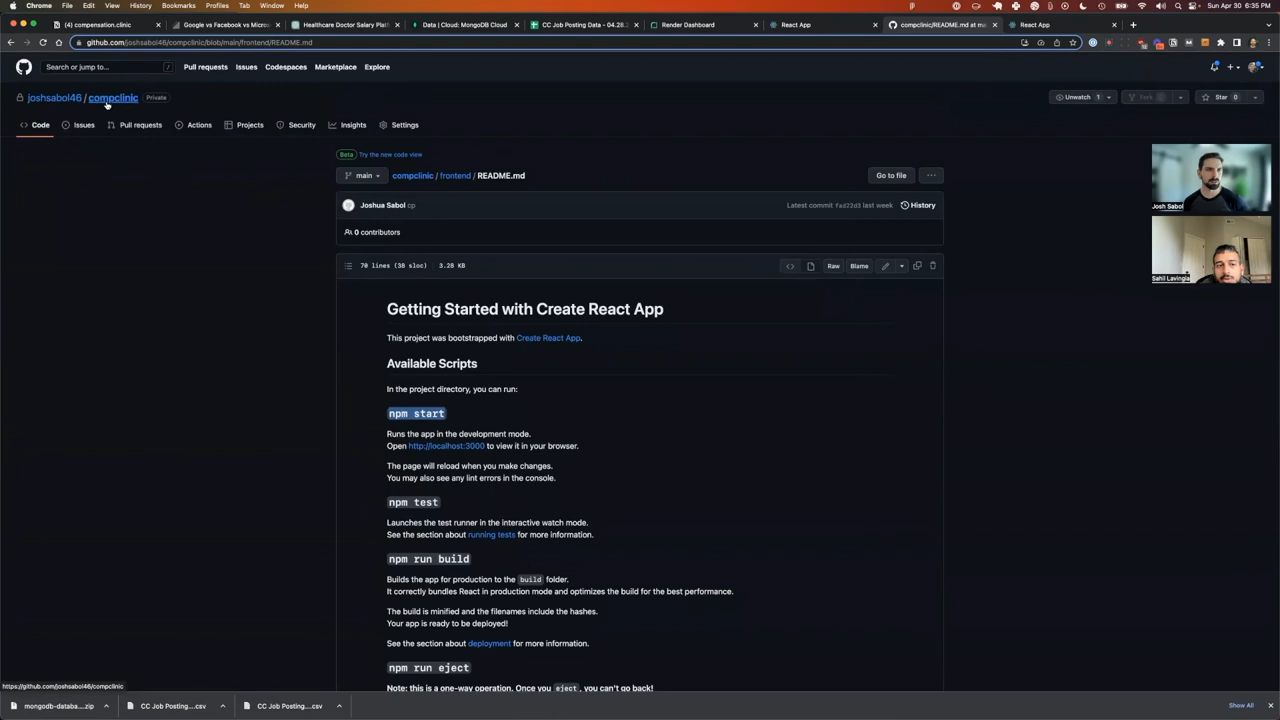 Chrome File Edit View History Bookmarks Profiles Tab Window Help
Sun Apr 30 6:35 PM
(4) compensation.clinic
Google vs Facebook vs Micros
Healthcare Doctor Salary Platf
Data | Cloud: MongoDB Cloud
CC Job Posting Data - 04.28.2
Render Dashboard
React App
compclinic/README.md at m
React App
github.com/joshsabol46/compclinic/blob/main/frontend/README.md
Search or jump to...
/
Pull requests Issues Codespaces Marketplace Explore
joshsabol46 / compclinic Private
Unwatch 1
Fork
Star 0
Code Issues Pull requests Actions Projects Security Insights Settings
Beta Try the new code view
main
compclinic / frontend / README.md
Go to file
...
Joshua Sabol cp
Latest commit fad23d3 last week
History
0 contributors
70 lines (38 sloc) 3.28 KB
Raw Blame
Getting Started with Create React App
This project was bootstrapped with Create React App.
Available Scripts
In the project directory, you can run:
npm start
Runs the app in the development mode.
Open http://localhost:3000 to view it in your browser.
The page will reload when you make changes.
You may also see any lint errors in the console.
npm test
Launches the test runner in the interactive watch mode.
See the section about running tests for more information.
npm run build
Builds the app for production to the build folder.
It correctly bundles React in production mode and optimizes the build for the best performance.
The build is minified and the filenames include the hashes.
Your app is ready to be deployed!
See the section about deployment for more information.
npm run eject
Note: this is a one-way operation. Once you eject, you can't go back!
Josh Sabol
Sahil Lavingia
https://github.com/joshsabol46/compclinic
mongodb-databa....zip
CC Job Posting....csv
CC Job Posting....csv
Show All